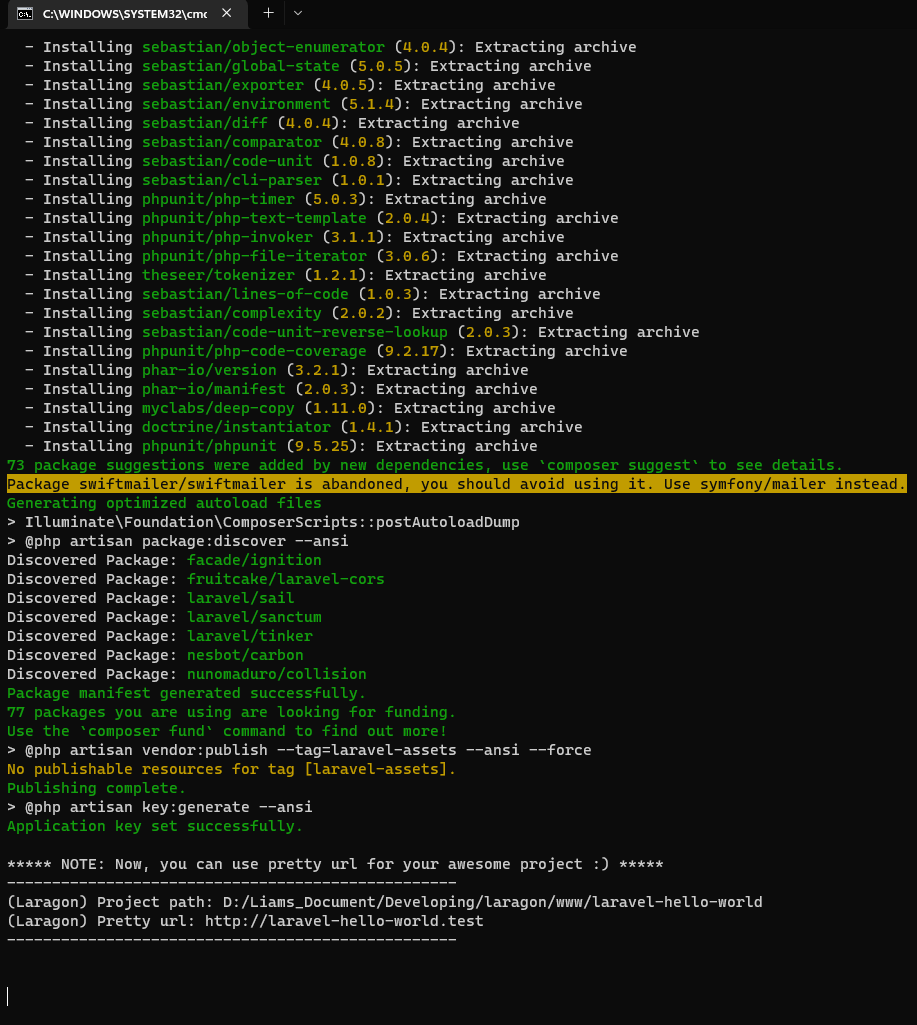 C:\WINDOWS\SYSTEM32\cmc
- Installing sebastian/object-enumerator (4.0.4): Extracting archive
- Installing sebastian/global-state (5.0.5): Extracting archive
- Installing sebastian/exporter (4.0.5): Extracting archive
- Installing sebastian/environment (5.1.4): Extracting archive
- Installing sebastian/diff (4.0.4): Extracting archive
- Installing sebastian/comparator (4.0.8): Extracting archive
- Installing sebastian/code-unit (1.0.8): Extracting archive
- Installing sebastian/cli-parser (1.0.1): Extracting archive
- Installing phpunit/php-timer (5.0.3): Extracting archive
- Installing phpunit/php-text-template (2.0.4): Extracting archive
- Installing phpunit/php-invoker (3.1.1): Extracting archive
- Installing phpunit/php-file-iterator (3.0.6): Extracting archive
- Installing theseer/tokenizer (1.2.1): Extracting archive
- Installing sebastian/lines-of-code (1.0.3): Extracting archive
- Installing sebastian/complexity (2.0.2): Extracting archive
- Installing sebastian/code-unit-reverse-lookup (2.0.3): Extracting archive
- Installing phpunit/php-code-coverage (9.2.17): Extracting archive
- Installing phar-io/version (3.2.1): Extracting archive
- Installing phar-io/manifest (2.0.3): Extracting archive
- Installing myclabs/deep-copy (1.11.0): Extracting archive
- Installing doctrine/instantiator (1.4.1): Extracting archive
- Installing phpunit/phpunit (9.5.25): Extracting archive
73 package suggestions were added by new dependencies, use `composer suggest` to see details.
Package swiftmailer/swiftmailer is abandoned, you should avoid using it. Use symfony/mailer instead.
Generating optimized autoload files
> Illuminate\Foundation\ComposerScripts::postAutoloadDump
> @php artisan package:discover --ansi
Discovered Package: facade/ignition
Discovered Package: fruitcake/laravel-cors
Discovered Package: laravel/sail
Discovered Package: laravel/sanctum
Discovered Package: laravel/tinker
Discovered Package: nesbot/carbon
Discovered Package: nunomaduro/collision
Package manifest generated successfully.
77 packages you are using are looking for funding.
Use the `composer fund` command to find out more!
> @php artisan vendor:publish --tag=laravel-assets --ansi --force
No publishable resources for tag [laravel-assets].
Publishing complete.
> @php artisan key:generate --ansi
Application key set successfully.
***** NOTE: Now, you can use pretty url for your awesome project :) *****
--------------------------------------------------
(Laragon) Project path: D:/Liams_Document/Developing/laragon/www/laravel-hello-world
(Laragon) Pretty url: http://laravel-hello-world.test
--------------------------------------------------